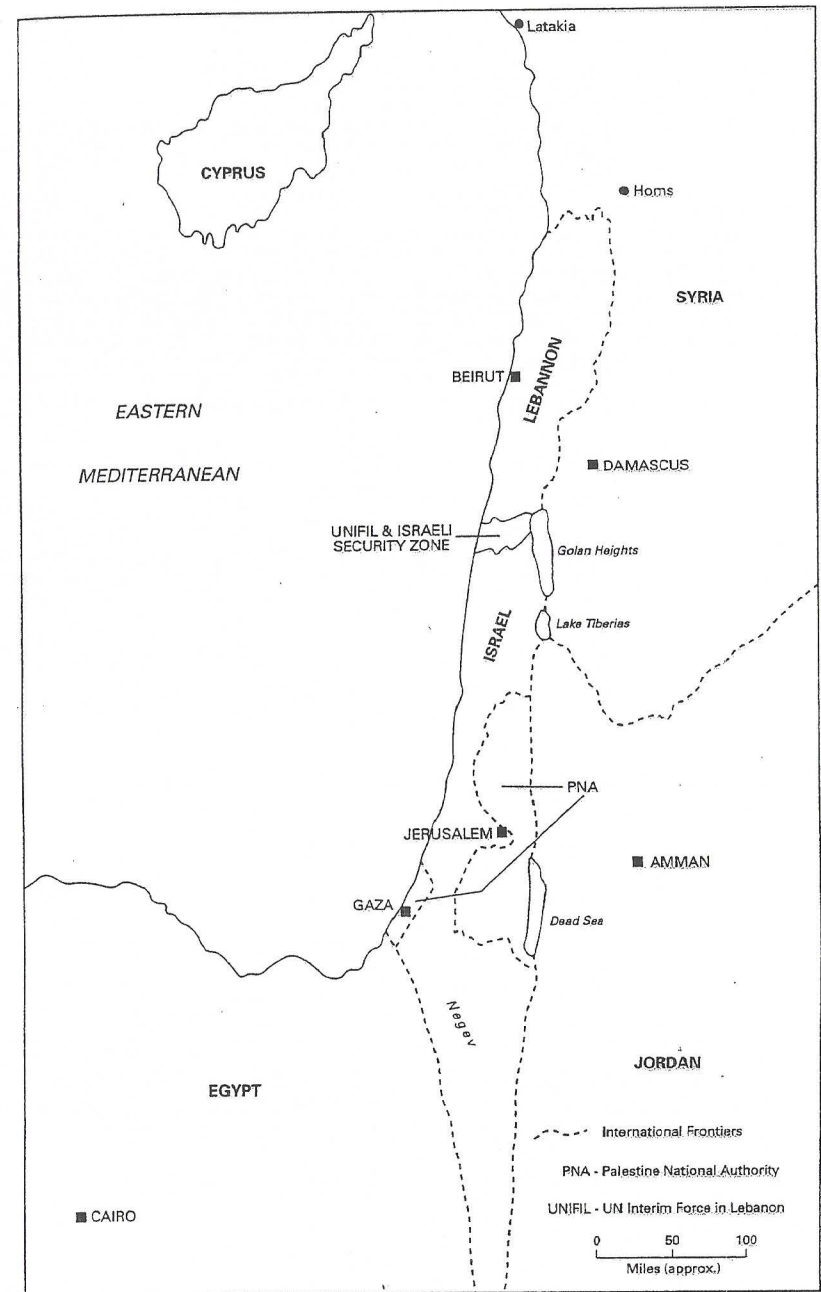 Latakia
CYPRUS
Homs
SYRIA
BEIRUT
LEBANNON
EASTERN
MEDITERRANEAN
DAMASCUS
UNIFIL & ISRAELI
SECURITY ZONE
Golan Heights
Lake Tiberias
ISRAEL
PNA
JERUSALEM
AMMAN
GAZA
Dead Sea
Negev
JORDAN
EGYPT
International Frontiers
PNA - Palestine National Authority
UNIFIL - UN Interim Force in Lebanon
CAIRO
0 50 100
Miles (approx.)